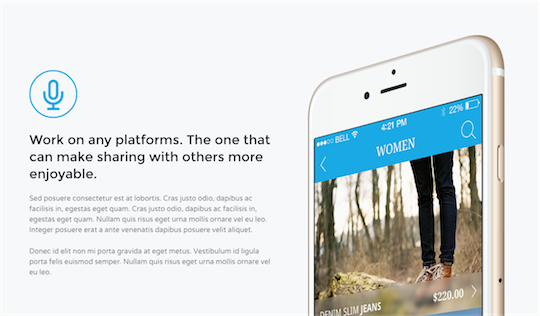 Work on any platforms. The one that
can make sharing with others more
enjoyable.
Sed posuere consectetur est at lobortis. Cras justo odio, dapibus ac
facilisis in, egestas eget quam. Cras justo odio, dapibus ac facilisis in,
egestas eget quam. Nullam quis risus eget urna mollis ornare vel eu leo.
Integer posuere erat a ante venenatis dapibus posuere velit aliquet.
Donec id elit non mi porta gravida at eget metus. Vestibulum id ligula
porta felis euismod semper. Nullam quis risus eget urna mollis ornare vel
eu leo.
BELL 4:21 PM 22%
WOMEN
DENIM SLIM JEANS $220.00